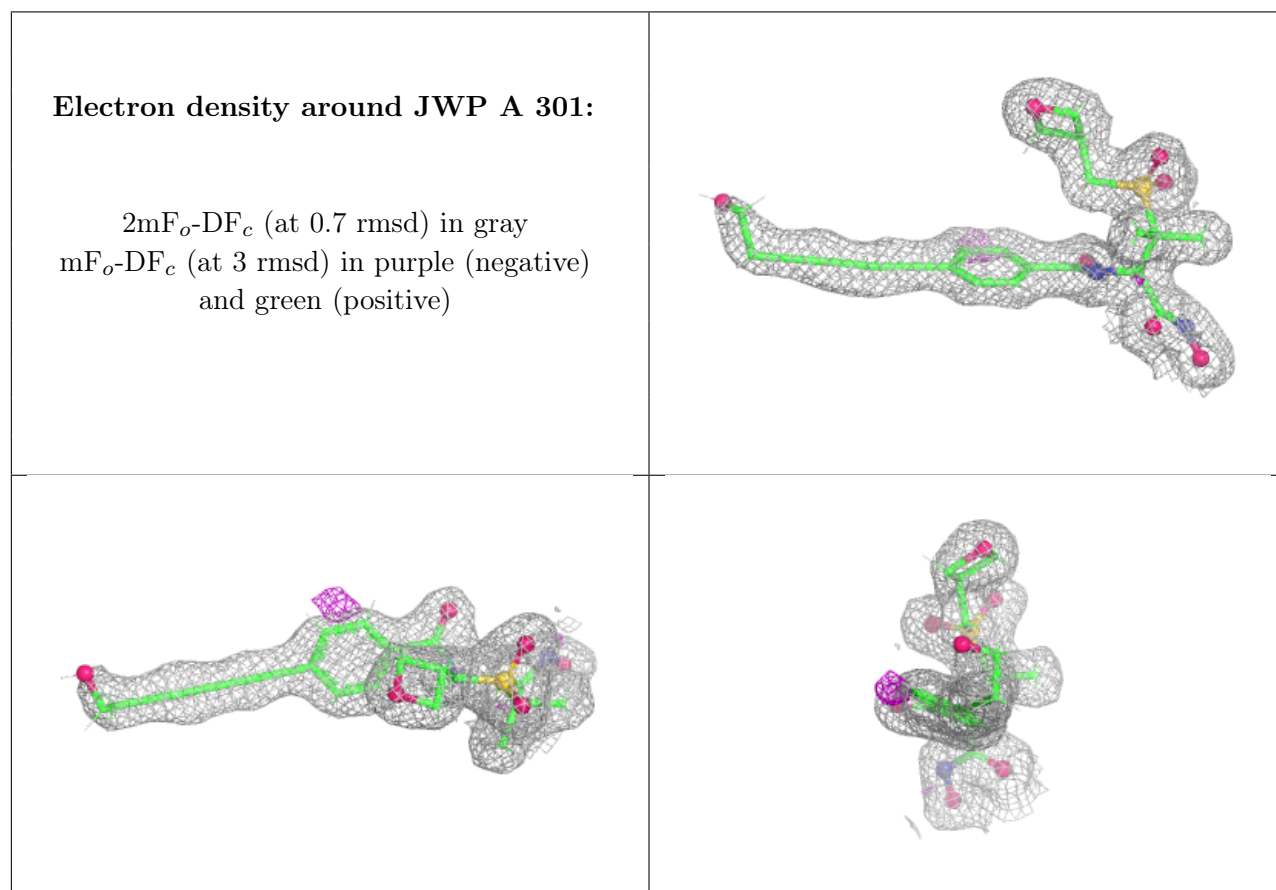 Electron density around JWP A 301:
2mFo-DFc (at 0.7 rmsd) in gray
mFo-DFc (at 3 rmsd) in purple (negative)
and green (positive)